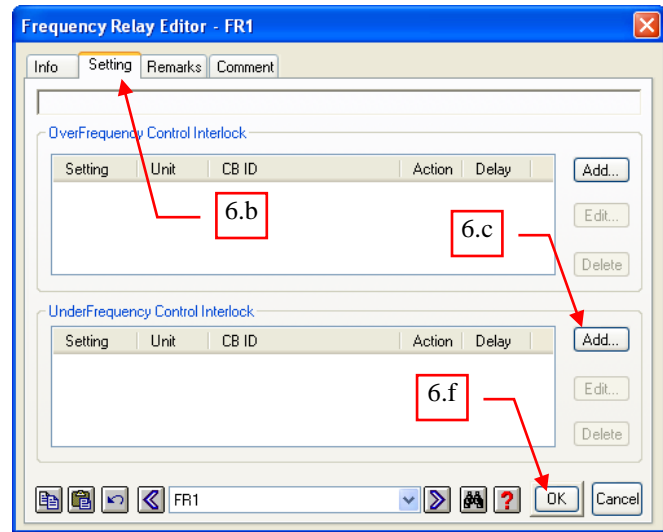 Frequency Relay Editor - FR1
Info Setting Remarks Comment
OverFrequency Control Interlock
Setting Unit CB ID Action Delay Add...
6.b
Edit...
6.c
Delete
UnderFrequency Control Interlock
Setting Unit CB ID Action Delay Add...
Edit...
6.f
Delete
FR1 ? OK Cancel